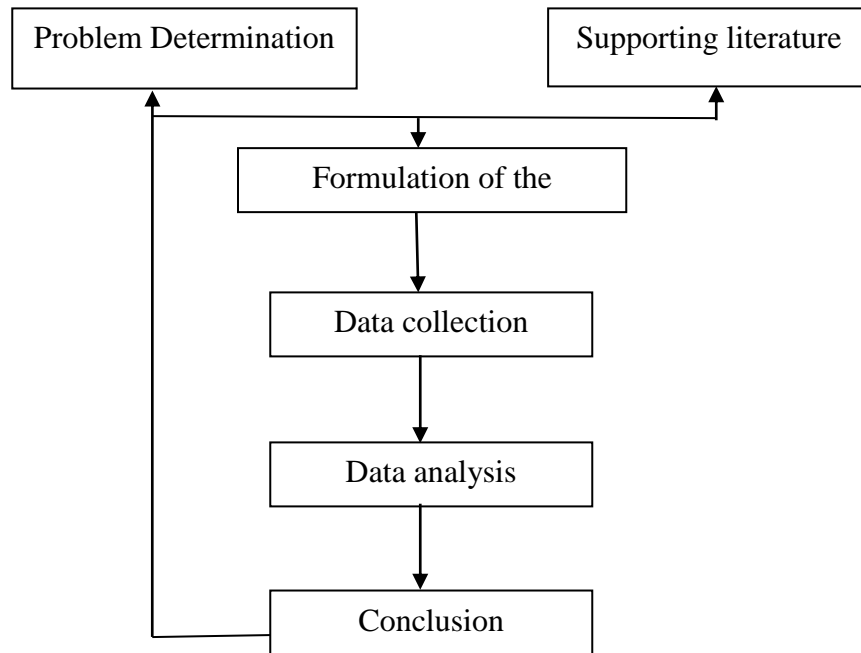 Problem Determination
Supporting literature
Formulation of the
Data collection
Data analysis
Conclusion